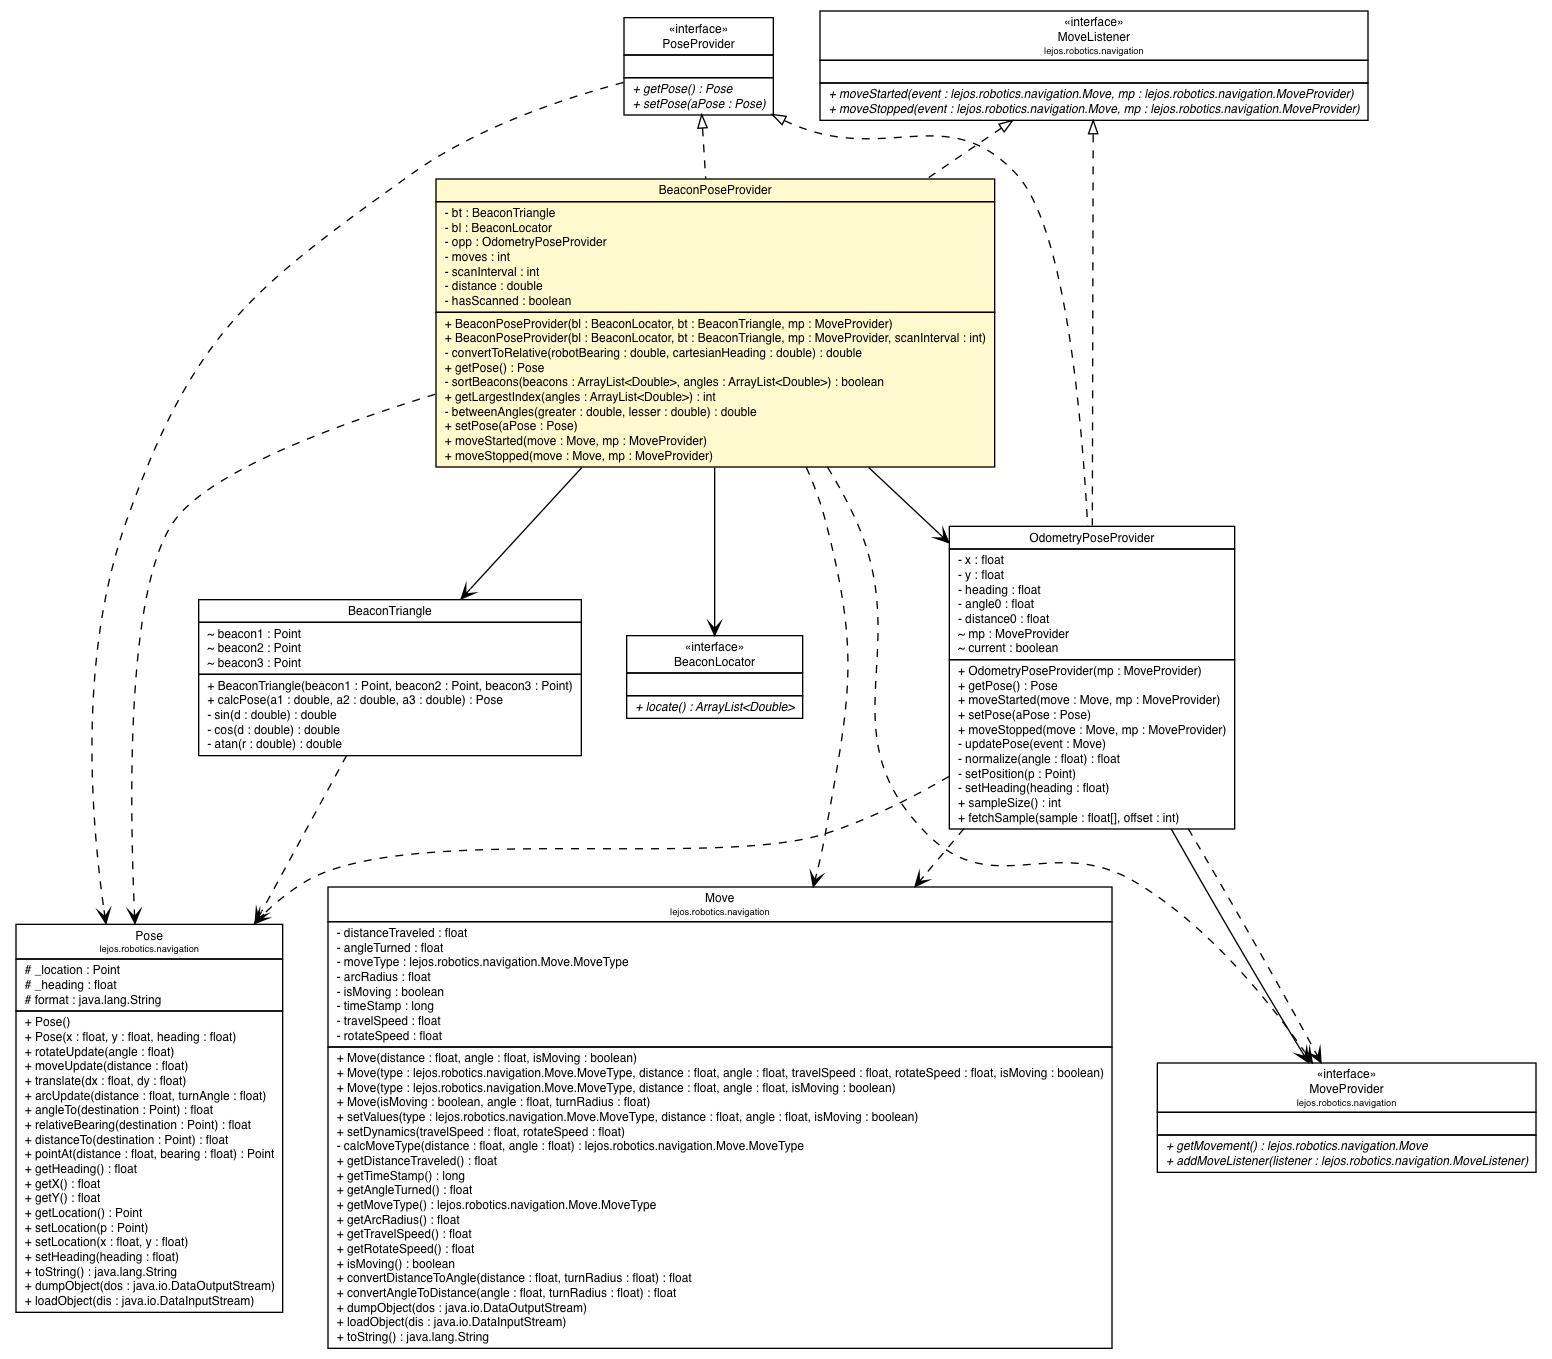 «interface»
PoseProvider
+ getPose() : Pose
+ setPose(aPose : Pose)
«interface»
MoveListener
lejos.robotics.navigation
+ moveStarted(event : lejos.robotics.navigation.Move, mp : lejos.robotics.navigation.MoveProvider)
+ moveStopped(event : lejos.robotics.navigation.Move, mp : lejos.robotics.navigation.MoveProvider)
BeaconPoseProvider
- bt : BeaconTriangle
- bl : BeaconLocator
- opp : OdometryPoseProvider
- moves : int
- scanInterval : int
- distance : double
- hasScanned : boolean
+ BeaconPoseProvider(bl : BeaconLocator, bt : BeaconTriangle, mp : MoveProvider)
+ BeaconPoseProvider(bl : BeaconLocator, bt : BeaconTriangle, mp : MoveProvider, scanInterval : int)
- convertToRelative(robotBearing : double, cartesianHeading : double) : double
+ getPose() : Pose
- sortBeacons(beacons : ArrayList<Double>, angles : ArrayList<Double>) : boolean
+ getLargestIndex(angles : ArrayList<Double>) : int
- betweenAngles(greater : double, lesser : double) : double
+ setPose(aPose : Pose)
+ moveStarted(move : Move, mp : MoveProvider)
+ moveStopped(move : Move, mp : MoveProvider)
OdometryPoseProvider
- x : float
- y : float
- heading : float
- angle0 : float
- distance0 : float
~ mp : MoveProvider
~ current : boolean
+ OdometryPoseProvider(mp : MoveProvider)
+ getPose() : Pose
+ moveStarted(move : Move, mp : MoveProvider)
+ setPose(aPose : Pose)
+ moveStopped(move : Move, mp : MoveProvider)
- updatePose(event : Move)
- normalize(angle : float) : float
- setPosition(p : Point)
- setHeading(heading : float)
+ sampleSize() : int
+ fetchSample(sample : float[], offset : int)
BeaconTriangle
~ beacon1 : Point
~ beacon2 : Point
~ beacon3 : Point
+ BeaconTriangle(beacon1 : Point, beacon2 : Point, beacon3 : Point)
+ calcPose(a1 : double, a2 : double, a3 : double) : Pose
- sin(d : double) : double
- cos(d : double) : double
- atan(r : double) : double
«interface»
BeaconLocator
+ locate() : ArrayList<Double>
Pose
lejos.robotics.navigation
# _location : Point
# _heading : float
# format : java.lang.String
+ Pose()
+ Pose(x : float, y : float, heading : float)
+ rotateUpdate(angle : float)
+ moveUpdate(distance : float)
+ translate(dx : float, dy : float)
+ arcUpdate(distance : float, turnAngle : float)
+ angleTo(destination : Point) : float
+ relativeBearing(destination : Point) : float
+ distanceTo(destination : Point) : float
+ pointAt(distance : float, bearing : float) : Point
+ getHeading() : float
+ getX() : float
+ getY() : float
+ getLocation() : Point
+ setLocation(p : Point)
+ setLocation(x : float, y : float)
+ setHeading(heading : float)
+ toString() : java.lang.String
+ dumpObject(dos : java.io.DataOutputStream)
+ loadObject(dis : java.io.DataInputStream)
Move
lejos.robotics.navigation
- distanceTraveled : float
- angleTurned : float
- moveType : lejos.robotics.navigation.Move.MoveType
- arcRadius : float
- isMoving : boolean
- timeStamp : long
- travelSpeed : float
- rotateSpeed : float
+ Move(distance : float, angle : float, isMoving : boolean)
+ Move(type : lejos.robotics.navigation.Move.MoveType, distance : float, angle : float, travelSpeed : float, rotateSpeed : float, isMoving : boolean)
+ Move(type : lejos.robotics.navigation.Move.MoveType, distance : float, angle : float, isMoving : boolean)
+ Move(isMoving : boolean, angle : float, turnRadius : float)
+ setValues(type : lejos.robotics.navigation.Move.MoveType, distance : float, angle : float, isMoving : boolean)
+ setDynamics(travelSpeed : float, rotateSpeed : float)
- calcMoveType(distance : float, angle : float) : lejos.robotics.navigation.Move.MoveType
+ getDistanceTraveled() : float
+ getTimeStamp() : long
+ getAngleTurned() : float
+ getMoveType() : lejos.robotics.navigation.Move.MoveType
+ getArcRadius() : float
+ getTravelSpeed() : float
+ getRotateSpeed() : float
+ isMoving() : boolean
+ convertDistanceToAngle(distance : float, turnRadius : float) : float
+ convertAngleToDistance(angle : float, turnRadius : float) : float
+ dumpObject(dos : java.io.DataOutputStream)
+ loadObject(dis : java.io.DataInputStream)
+ toString() : java.lang.String
«interface»
MoveProvider
lejos.robotics.navigation
+ getMovement() : lejos.robotics.navigation.Move
+ addMoveListener(listener : lejos.robotics.navigation.MoveListener)